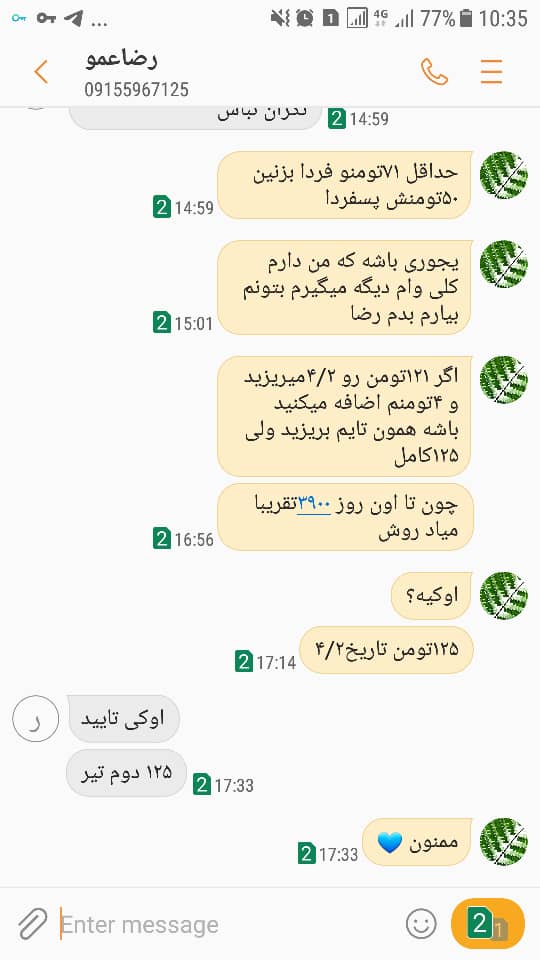 ... 1 4G 77% 10:35
رضاعمو
09155967125
نگران نباش
2 14:59
حداقل ۷۱تومنو فردا بزنین
۵۰تومنش پسفردا
2 14:59
یجوری باشه که من دارم
کلی وام دیگه میگیرم بتونم
بیارم بدم رضا
2 15:01
اگر ۱۲۱تومن رو ۴/۲میریزید
و ۴تومنم اضافه میکنید
باشه همون تایم بریزید ولی
۱۲۵کامل
چون تا اون روز ۳۹۰۰تقریبا
میاد روش
2 16:56
اوکیه؟
۱۲۵تومن تاریخ۴/۲
2 17:14
ر
اوکی تایید
۱۲۵ دوم تیر
2 17:33
ممنون 💙
2 17:33
Enter message
2 1